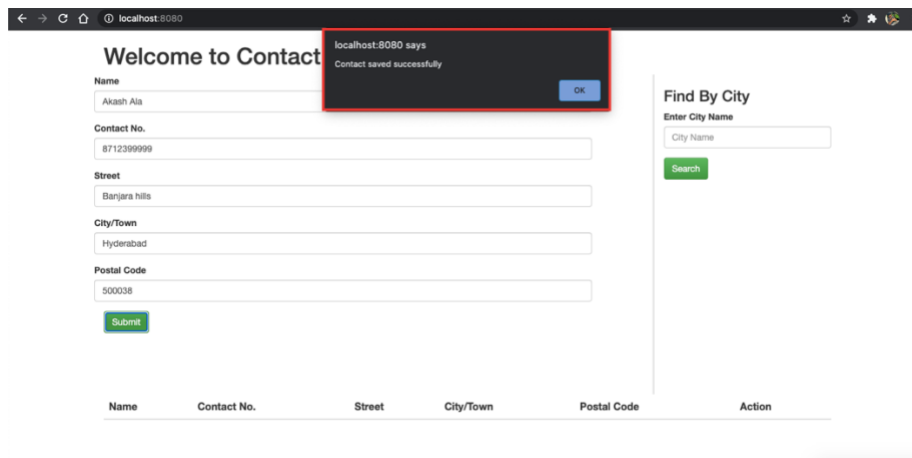 localhost:8080
localhost:8080 says
Contact saved successfully
OK
Welcome to Contact
Name
Akash Ala
Contact No.
8712399999
Street
Banjara hills
City/Town
Hyderabad
Postal Code
500038
Submit
Find By City
Enter City Name
City Name
Search
Name Contact No. Street City/Town Postal Code Action